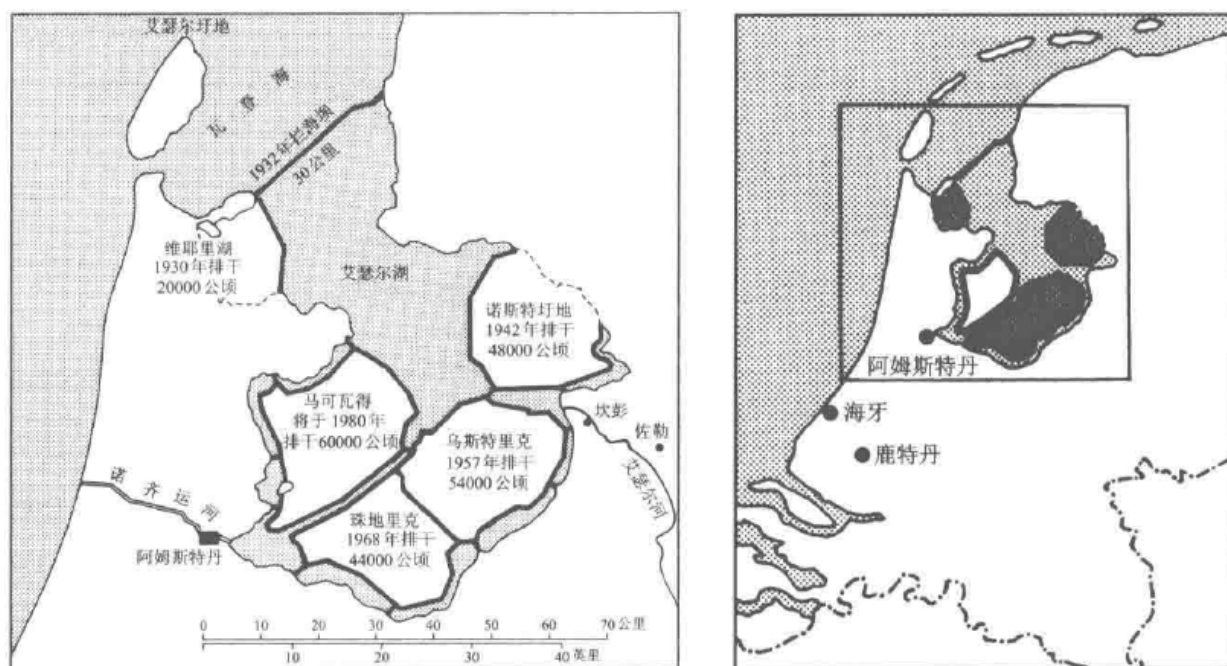 艾瑟尔圩地
瓦登海
1932年拦海坝
30公里
维耶里湖
1930年排干
20000公顷
艾瑟尔湖
诺斯特圩地
1942年排干
48000公顷
马可瓦得
将于1980年
排干60000公顷
乌斯特里克
1957年排干
54000公顷
坎彭
佐勒
艾瑟尔河
诺齐运河
阿姆斯特丹
珠地里克
1968年排干
44000公顷
0 10 20 30 40 50 60 70 公里
10 20 30 40 英里
阿姆斯特丹
海牙
鹿特丹